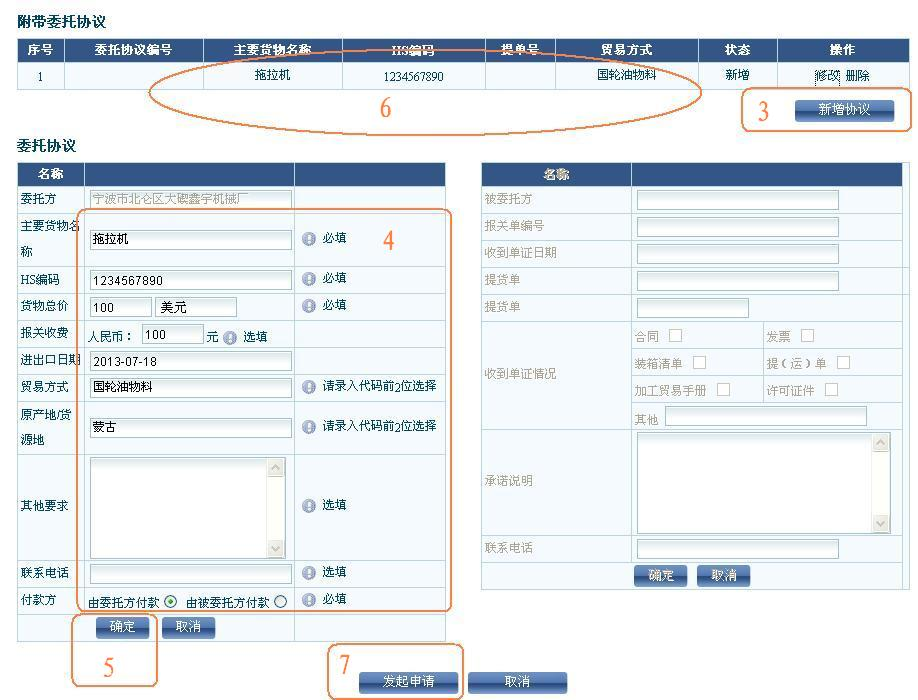 附带委托协议
序号 委托协议编号 主要货物名称 HS编码 提单号 贸易方式 状态 操作
1 拖拉机 1234567890 国轮油物料 新增 修改 删除
6
3 新增协议
委托协议
名称
委托方 宁波市北仑区大碶鑫宇机械厂
主要货物名
称 拖拉机 必填 4
HS编码 1234567890 必填
货物总价 100 美元 必填
报关收费 人民币： 100 元 选填
进出口日期 2013-07-18
贸易方式 国轮油物料 请录入代码前2位选择
原产地/货
源地 蒙古 请录入代码前2位选择
其他要求 选填
联系电话 选填
付款方 由委托方付款 由被委托方付款 必填
确定 取消
5
名称
被委托方
报关单编号
收到单证日期
提货单
提货单
收到单证情况
合同 发票
装箱清单 提（运）单
加工贸易手册 许可证件
其他
承诺说明
联系电话
确定 取消
7 发起申请 取消